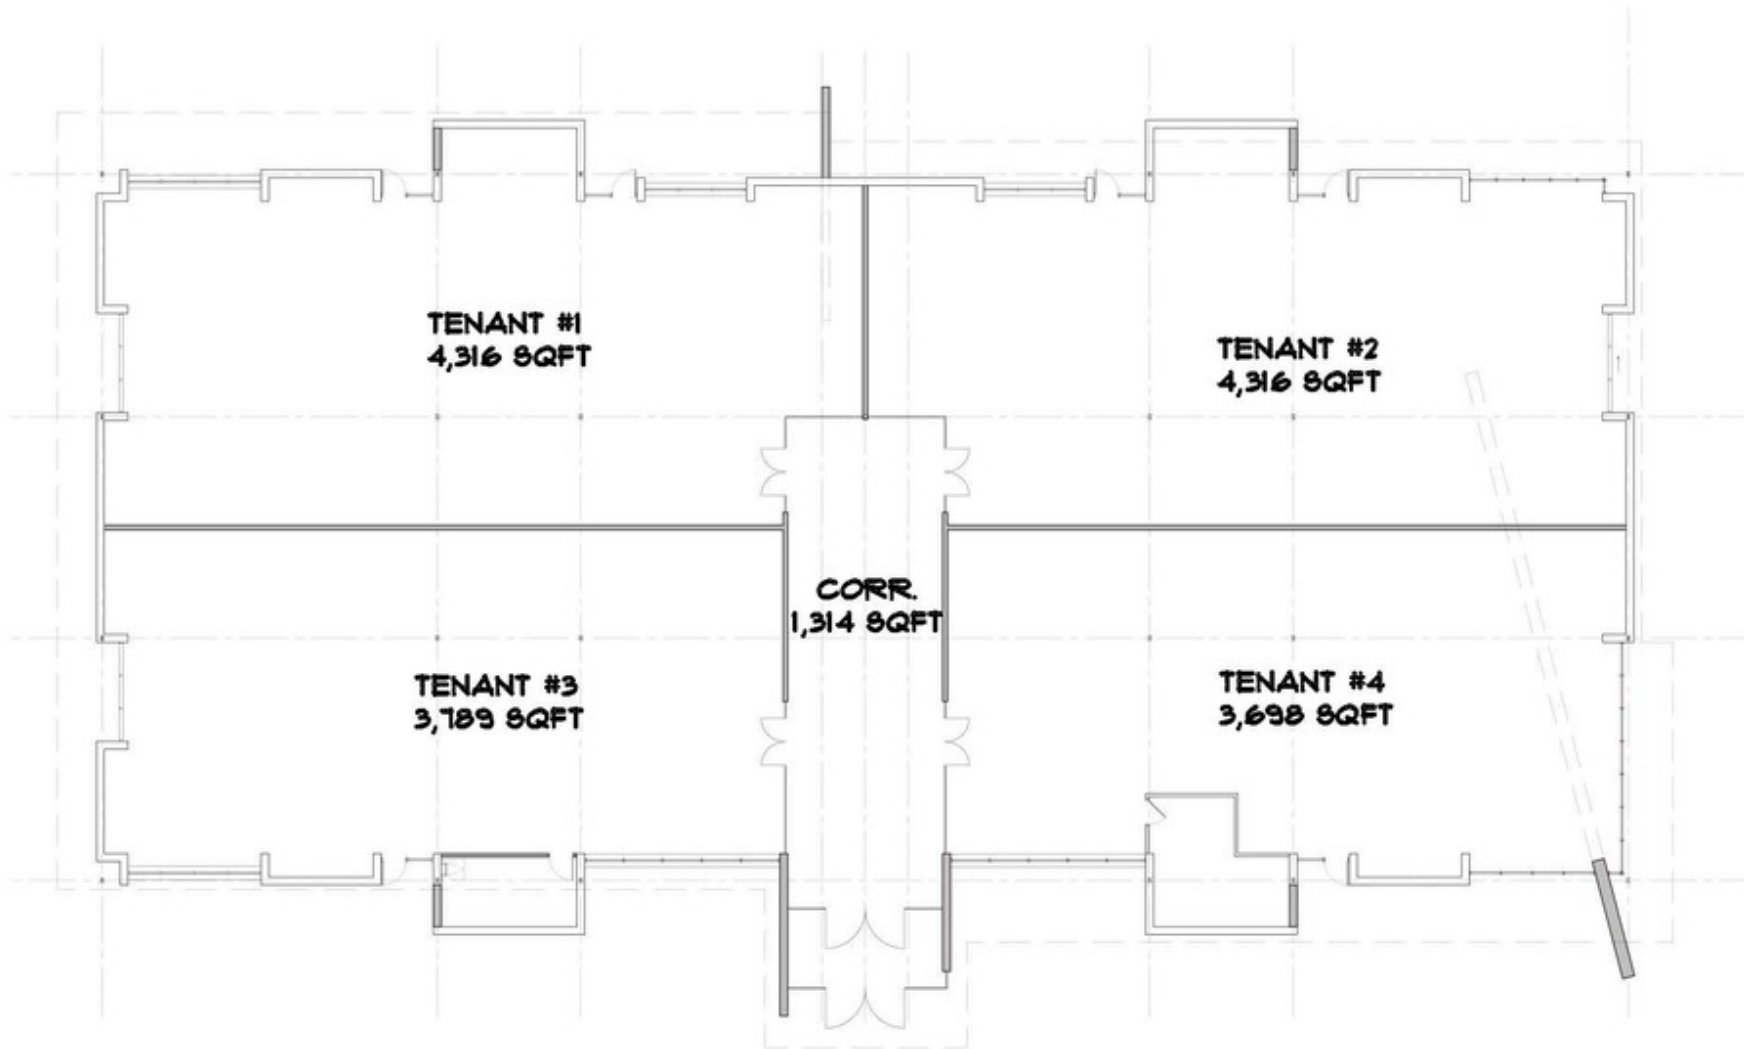 TENANT #1
4,316 SQFT
TENANT #2
4,316 SQFT
CORR.
1,314 SQFT
TENANT #3
3,789 SQFT
TENANT #4
3,698 SQFT